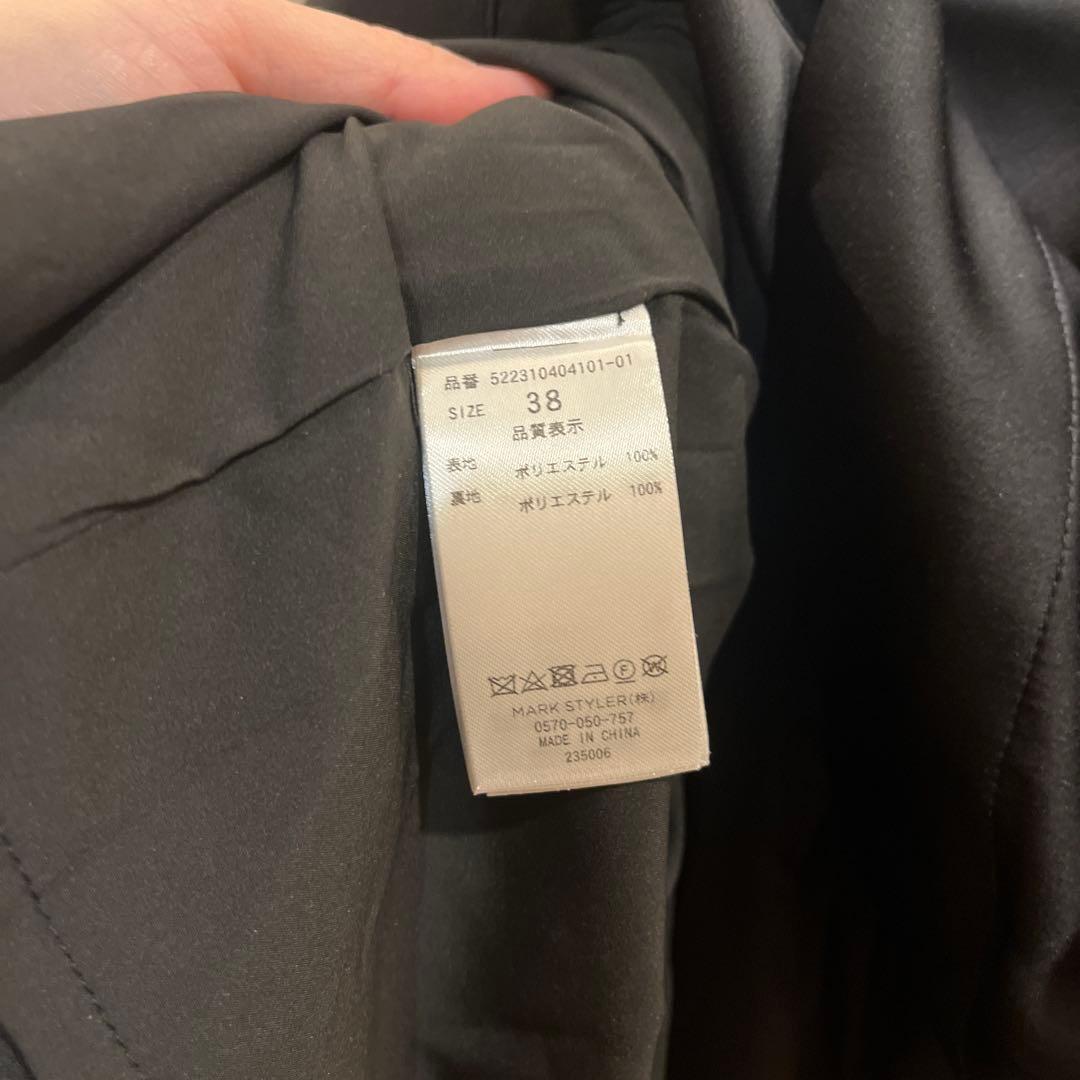 品番 522310404101-01
SIZE 38
品質表示
表地 ポリエステル 100%
裏地 ポリエステル 100%
F W
MARK STYLER(株)
0570-050-757
MADE IN CHINA
235006